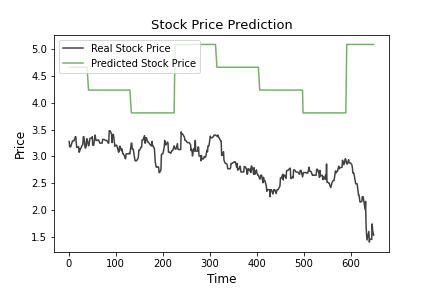 Stock Price Prediction
Real Stock Price
Predicted Stock Price
Price
5.0
4.5
4.0
3.5
3.0
2.5
2.0
1.5
0 100 200 300 400 500 600
Time